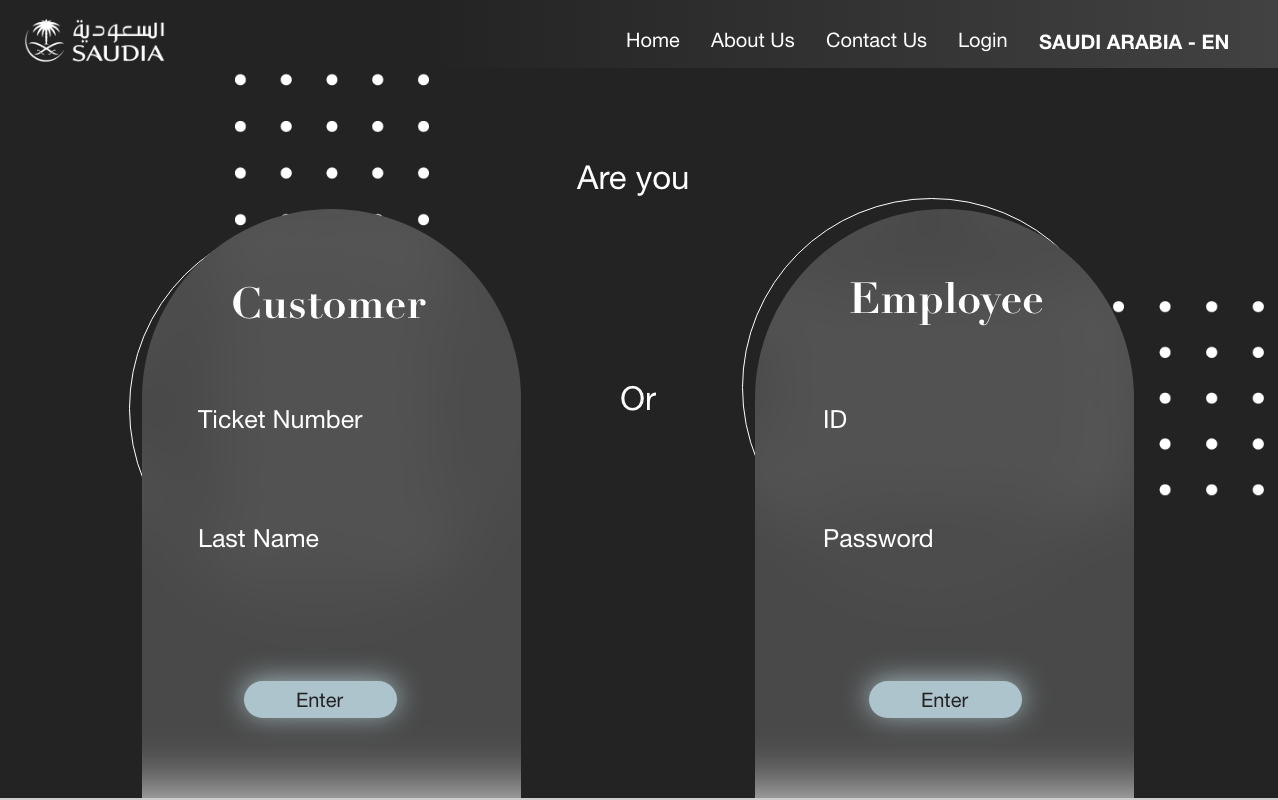 السعودية
SAUDIA
Home About Us Contact Us Login SAUDI ARABIA - EN
Are you
Customer
Ticket Number
Last Name
Enter
Or
Employee
ID
Password
Enter